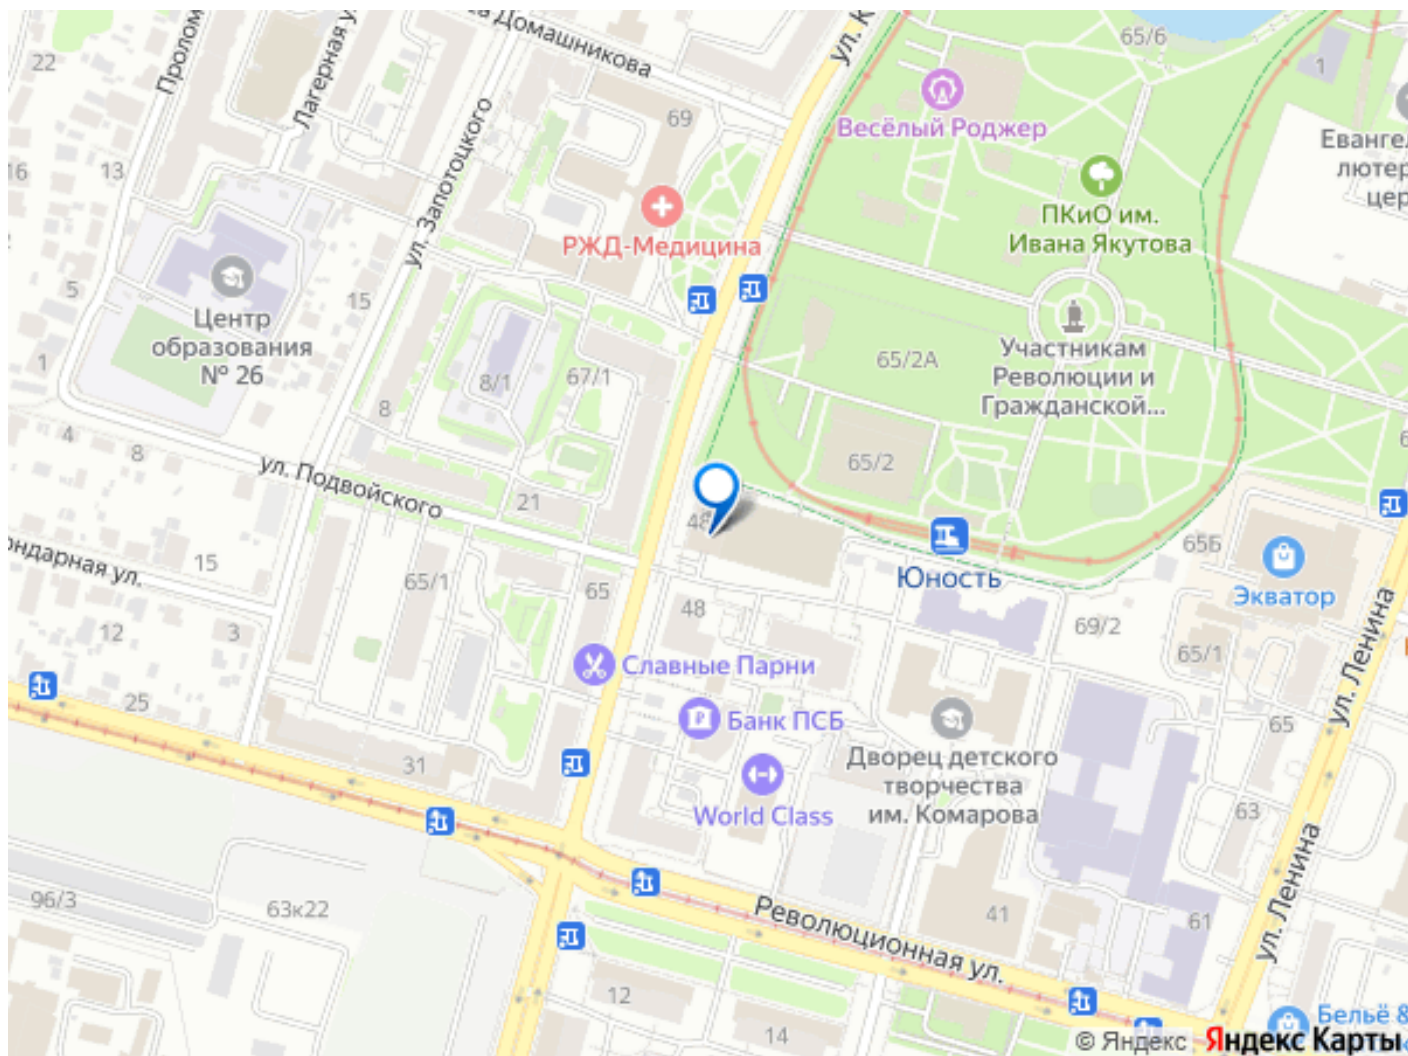 ка Домашникова
ул. К
65/6
22
Пролом
Лагерная у
1
69
Весёлый Роджер
Еванге
лютер
цер
16
13
ул. Запотоцкого
ПКиО им.
Ивана Якутова
РЖД-Медицина
5
15
Центр
образования
№ 26
Участникам
Революции и
Гражданской...
65/2А
1
8/1
67/1
8
4
8
6
65/2
ул. Подвойского
21
48
ондарная ул.
15
65/1
65
48
Юность
65Б
Экватор
69/2
65/1
12
3
Славные Парни
ул. Ленина
25
Банк ПСБ
65
31
Дворец детского
творчества
им. Комарова
World Class
63
ул. Ленина
96/3
63к22
Революционная ул.
41
61
12
14
Бельё &
© Яндекс
Яндекс Карты